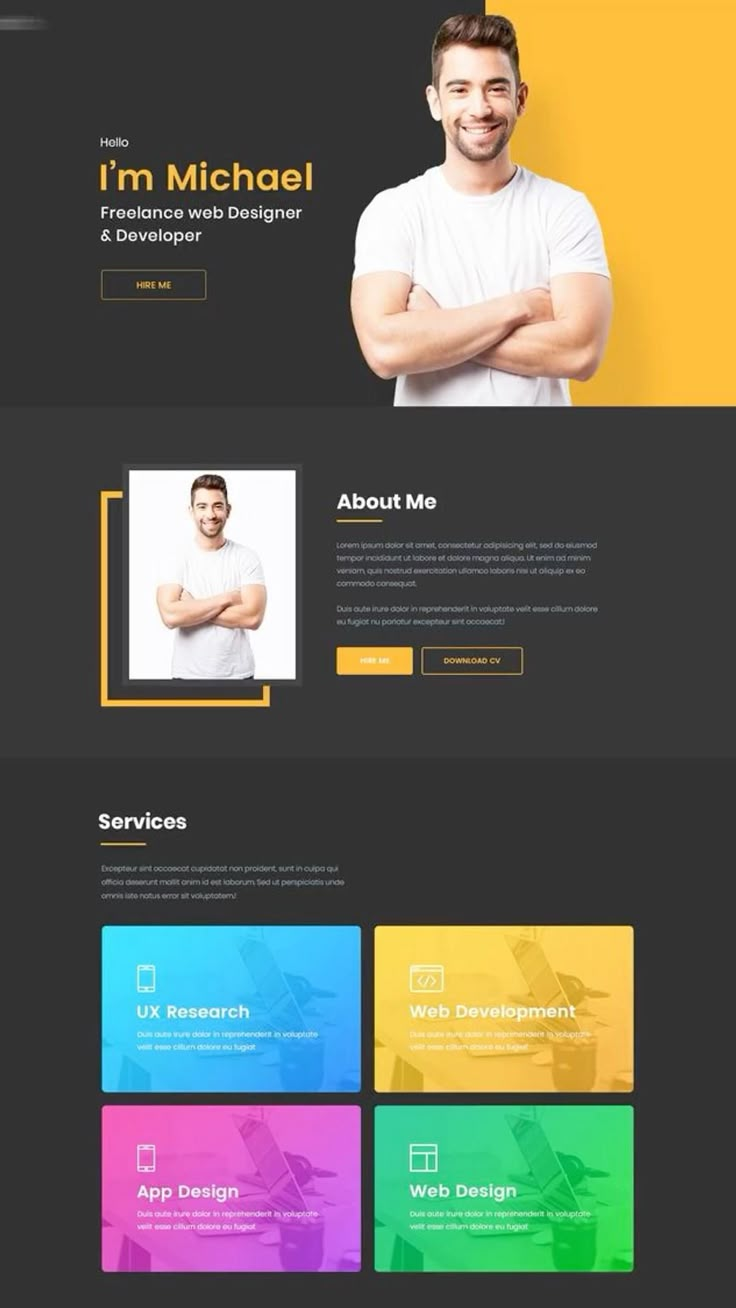 Hello
I'm Michael
Freelance web Designer
& Developer
HIRE ME
About Me
Lorem ipsum dolor sit amet, consectetur adipisicing elit, sed do eiusmod
tempor incididunt ut labore et dolore magna aliqua. Ut enim ad minim
veniam, quis nostrud exercitation ullamco laboris nisi ut aliquip ex ea
commodo consequat.
Duis aute irure dolor in reprehenderit in voluptate velit esse cillum dolore
eu fugiat nu pariatur excepteur sint occaecat!
HIRE ME
DOWNLOAD CV
Services
Excepteur sint occaecat cupidatat non proident, sunt in culpa qui
officia deserunt mollit anim id est laborum. Sed ut perspiciatis unde
omnis iste natus error sit voluptatem!
UX Research
Duis aute irure dolor in reprehenderit in voluptate
velit esse cillum dolore eu fugiat
Web Development
Duis aute irure dolor in reprehenderit in voluptate
velit esse cillum dolore eu fugiat
App Design
Duis aute irure dolor in reprehenderit in voluptate
velit esse cillum dolore eu fugiat
Web Design
Duis aute irure dolor in reprehenderit in voluptate
velit esse cillum dolore eu fugiat